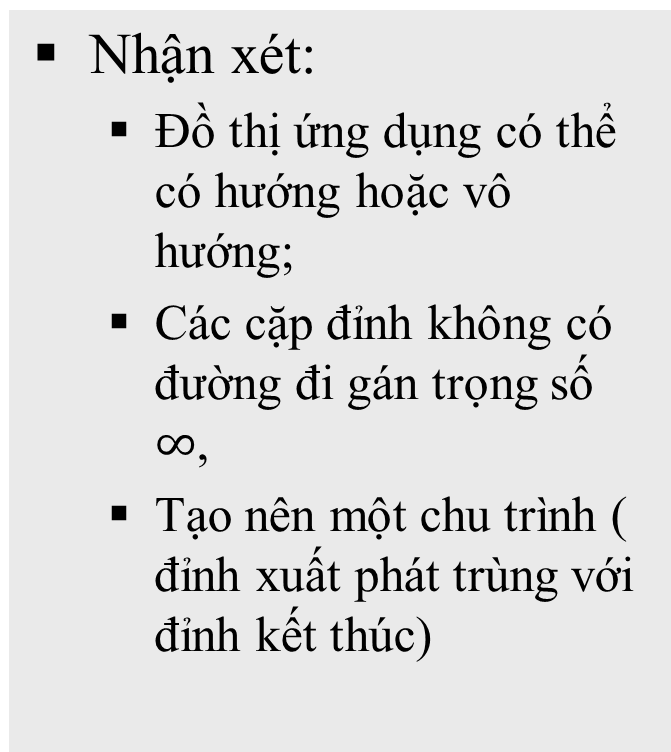 ▪ Nhận xét:
▪ Đồ thị ứng dụng có thể
có hướng hoặc vô
hướng;
▪ Các cặp đỉnh không có
đường đi gán trọng số
∞,
▪ Tạo nên một chu trình (
đỉnh xuất phát trùng với
đỉnh kết thúc)